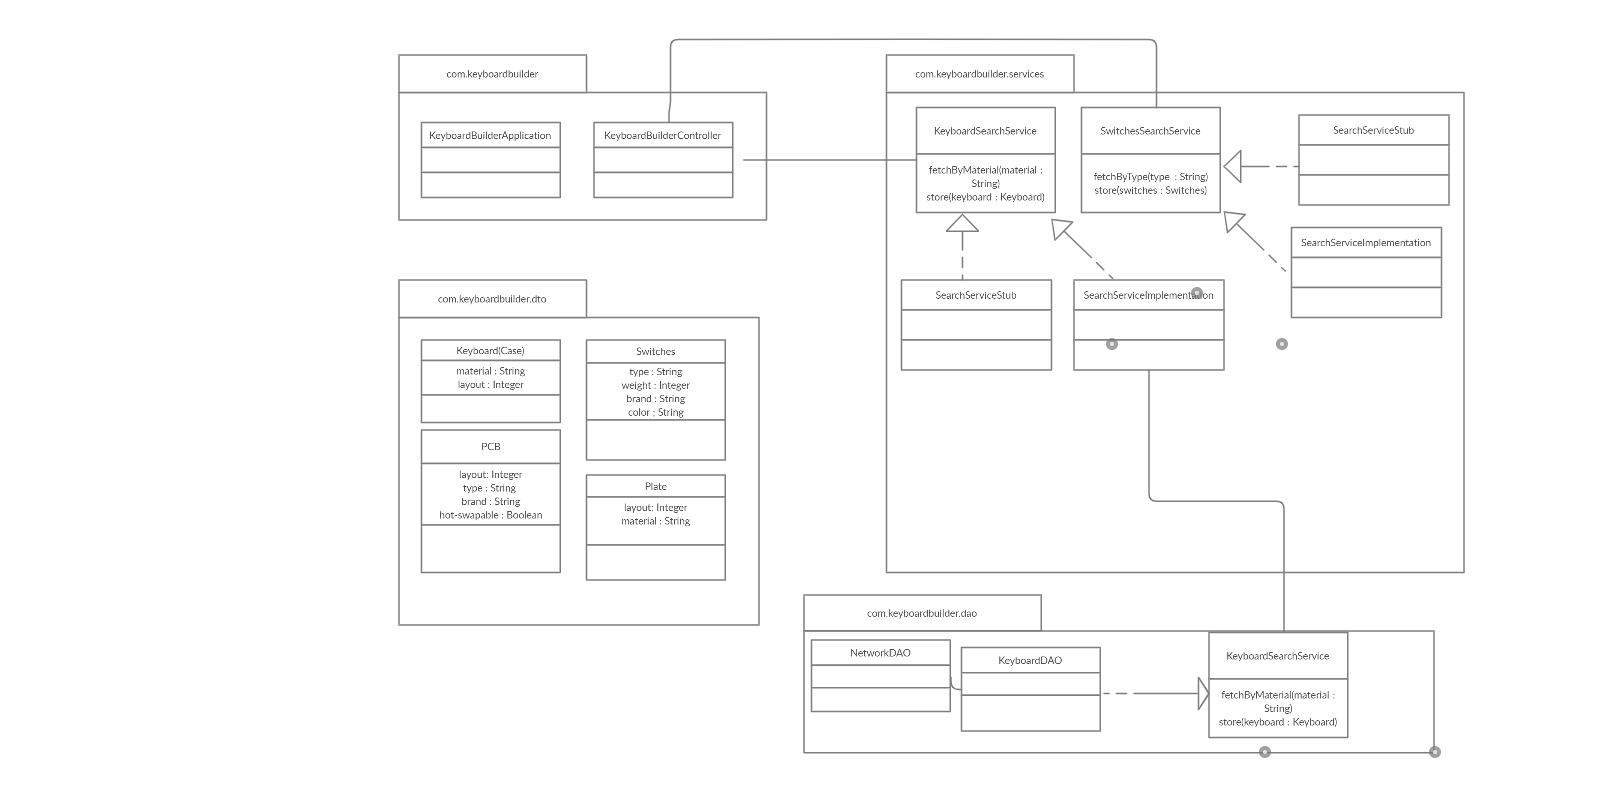 com.keyboardbuilder
KeyboardBuilderApplication
KeyboardBuilderController
com.keyboardbuilder.services
KeyboardSearchService
fetchByMaterial(material :
String)
store(keyboard : Keyboard)
SwitchesSearchService
fetchByType(type : String)
store(switches : Switches)
SearchServiceStub
SearchServiceImplementation
SearchServiceStub
SearchServiceImplementation
com.keyboardbuilder.dto
Keyboard(Case)
material : String
layout : Integer
Switches
type : String
weight : Integer
brand : String
color : String
PCB
layout: Integer
type : String
brand : String
hot-swapable : Boolean
Plate
layout: Integer
material : String
com.keyboardbuilder.dao
NetworkDAO
KeyboardDAO
KeyboardSearchService
fetchByMaterial(material :
String)
store(keyboard : Keyboard)